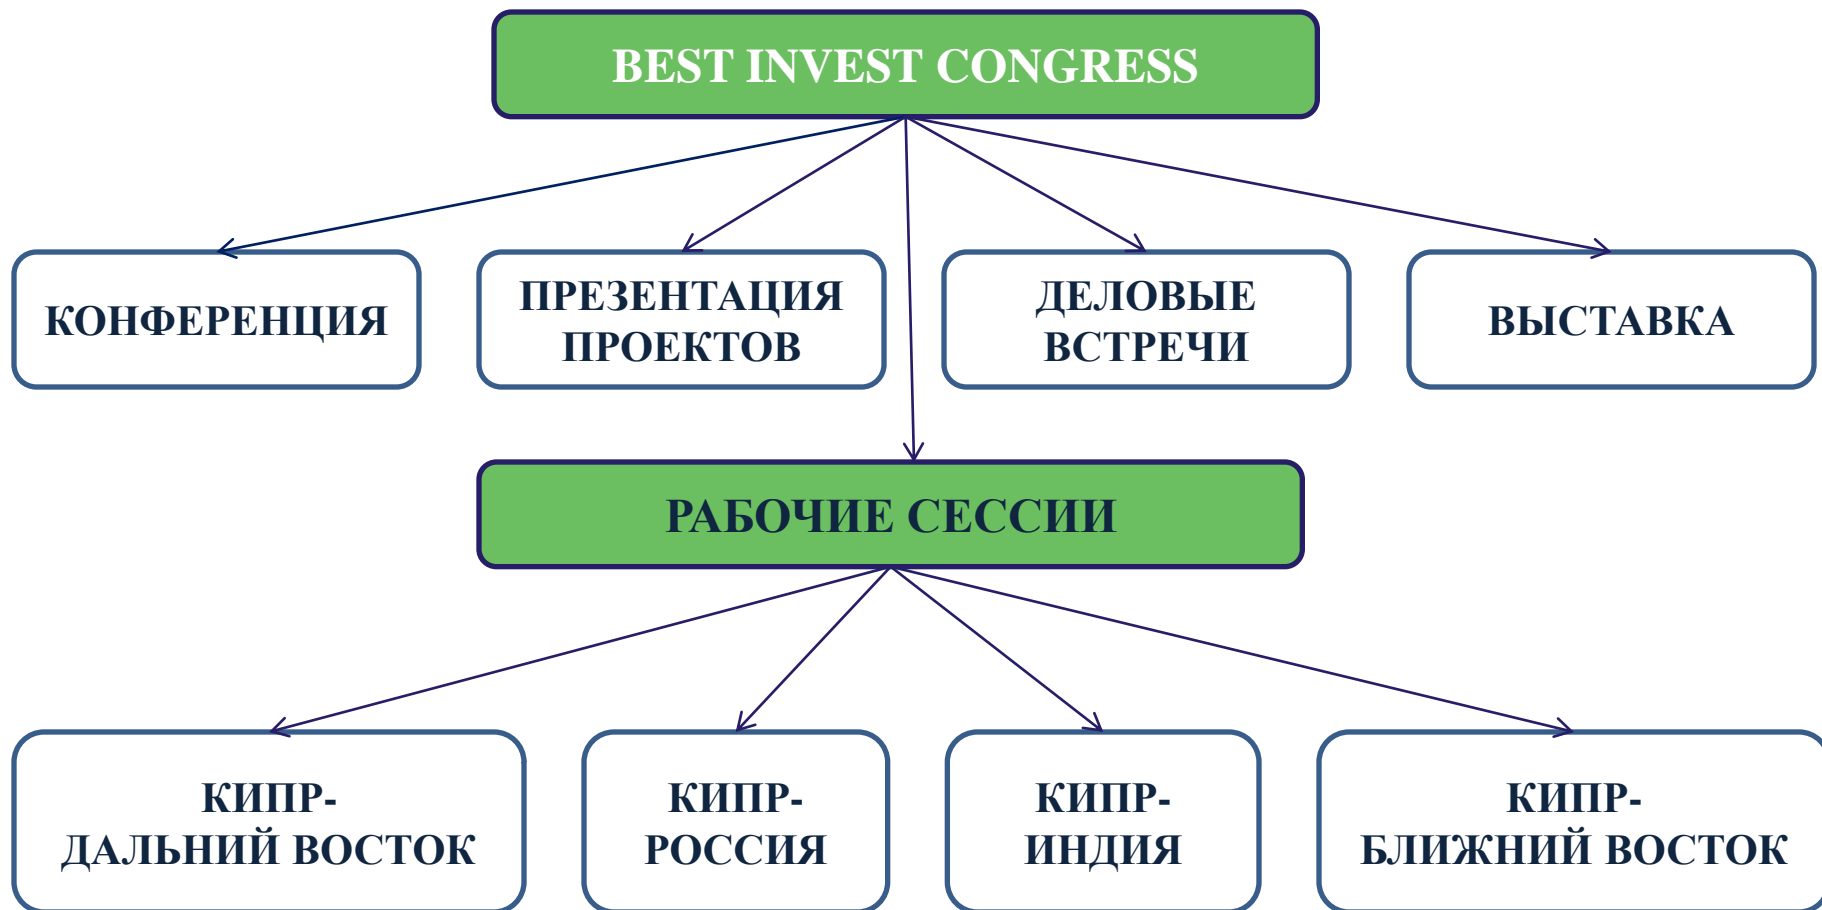 BEST INVEST CONGRESS
КОНФЕРЕНЦИЯ
ПРЕЗЕНТАЦИЯ
ПРОЕКТОВ
ДЕЛОВЫЕ
ВСТРЕЧИ
ВЫСТАВКА
РАБОЧИЕ СЕССИИ
КИПР-
ДАЛЬНИЙ ВОСТОК
КИПР-
РОССИЯ
КИПР-
ИНДИЯ
КИПР-
БЛИЖНИЙ ВОСТОК